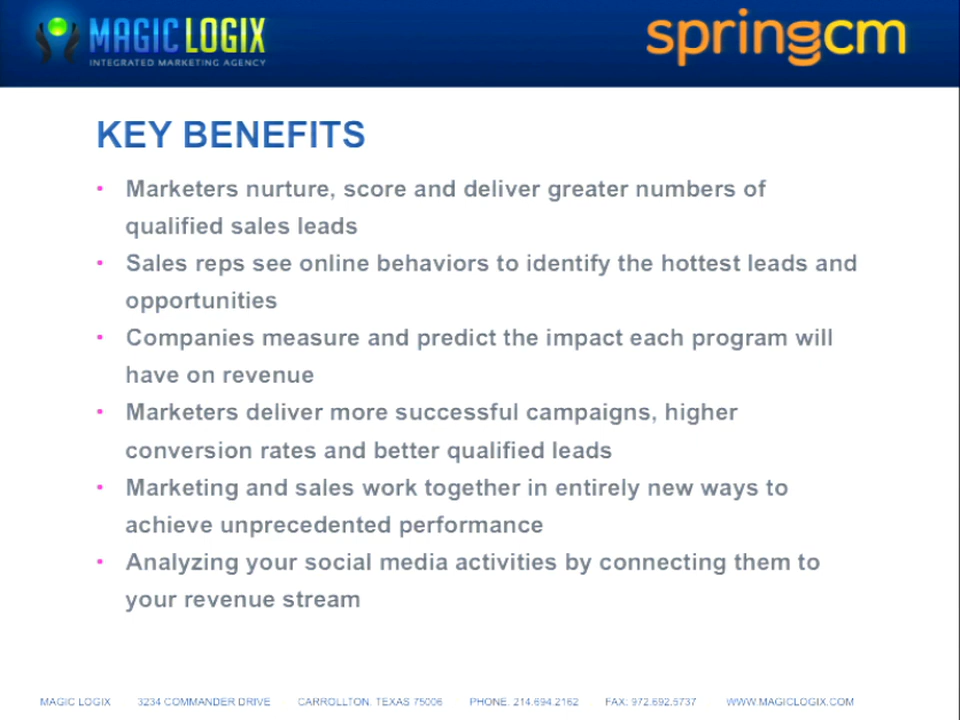 MAGIC LOGIX
INTEGRATED MARKETING AGENCY
springcm
KEY BENEFITS
• Marketers nurture, score and deliver greater numbers of
qualified sales leads
• Sales reps see online behaviors to identify the hottest leads and
opportunities
• Companies measure and predict the impact each program will
have on revenue
• Marketers deliver more successful campaigns, higher
conversion rates and better qualified leads
• Marketing and sales work together in entirely new ways to
achieve unprecedented performance
• Analyzing your social media activities by connecting them to
your revenue stream
MAGIC LOGIX 3234 COMMANDER DRIVE CARROLLTON, TEXAS 75006 PHONE: 214.694.2162 FAX: 972.692.5737 WWW.MAGICLOGIX.COM